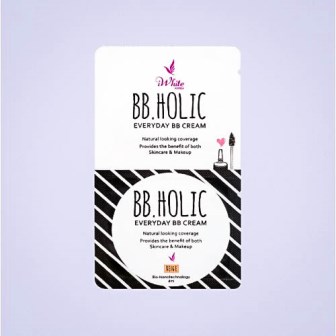 iWhite
BB.HOLIC
EVERYDAY BB CREAM
Natural looking coverage
Provides the benefit of both
Skincare & Makeup
BB.HOLIC
EVERYDAY BB CREAM
Natural looking coverage
Provides the benefit of both
Skincare & Makeup